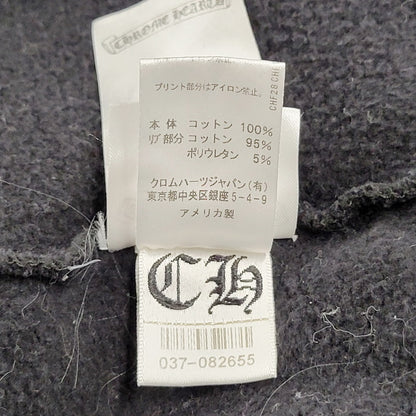 CHROME HEARTS
プリント部分はアイロン禁止。
CHF28CH
本体 コットン 100%
リブ部分 コットン 95%
ポリウレタン 5%
クロムハーツジャパン(有)
東京都中央区銀座5-4-9
アメリカ製
CH
037-082655